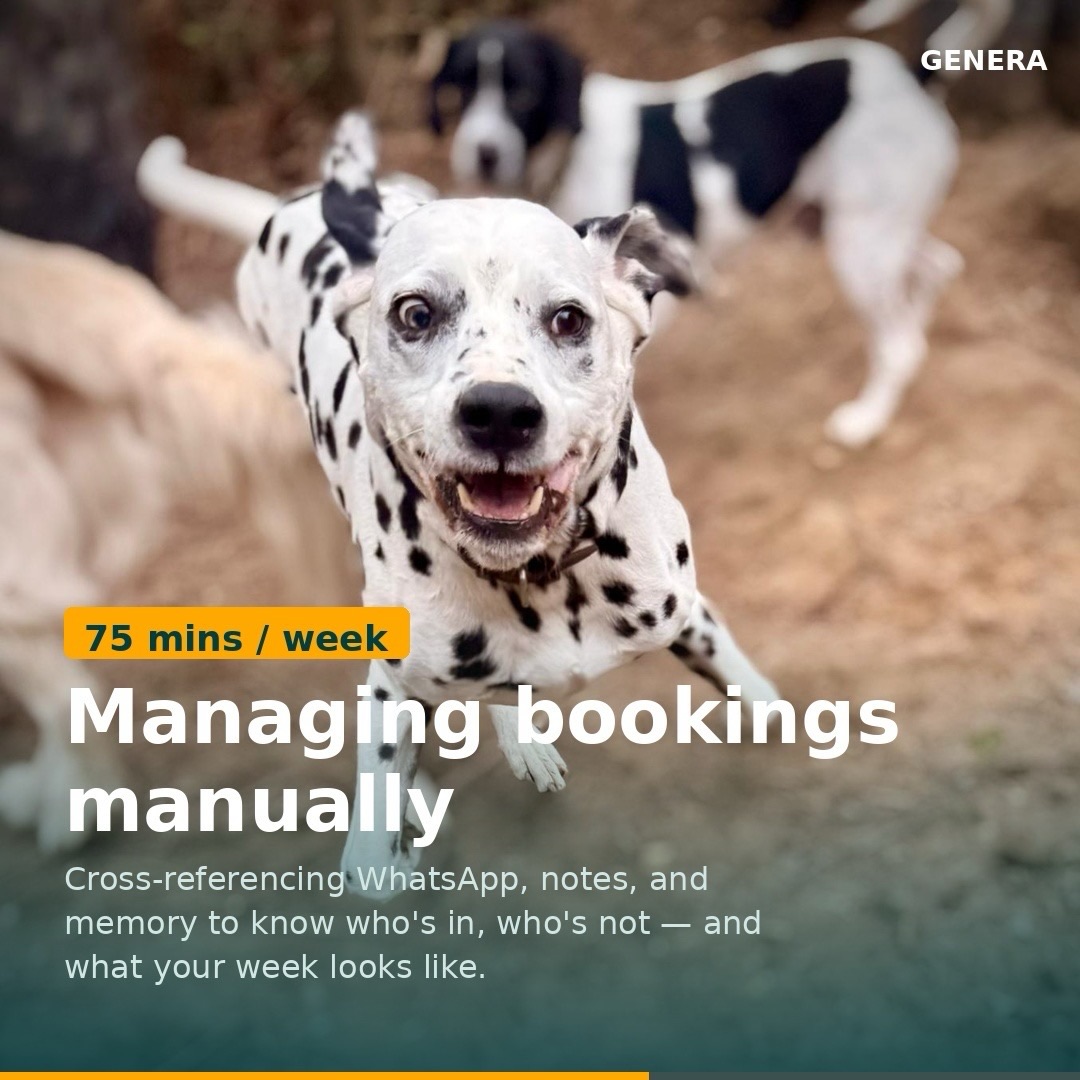 GENERA
75 mins / week
Managing bookings
manually
Cross-referencing WhatsApp, notes, and
memory to know who's in, who's not — and
what your week looks like.